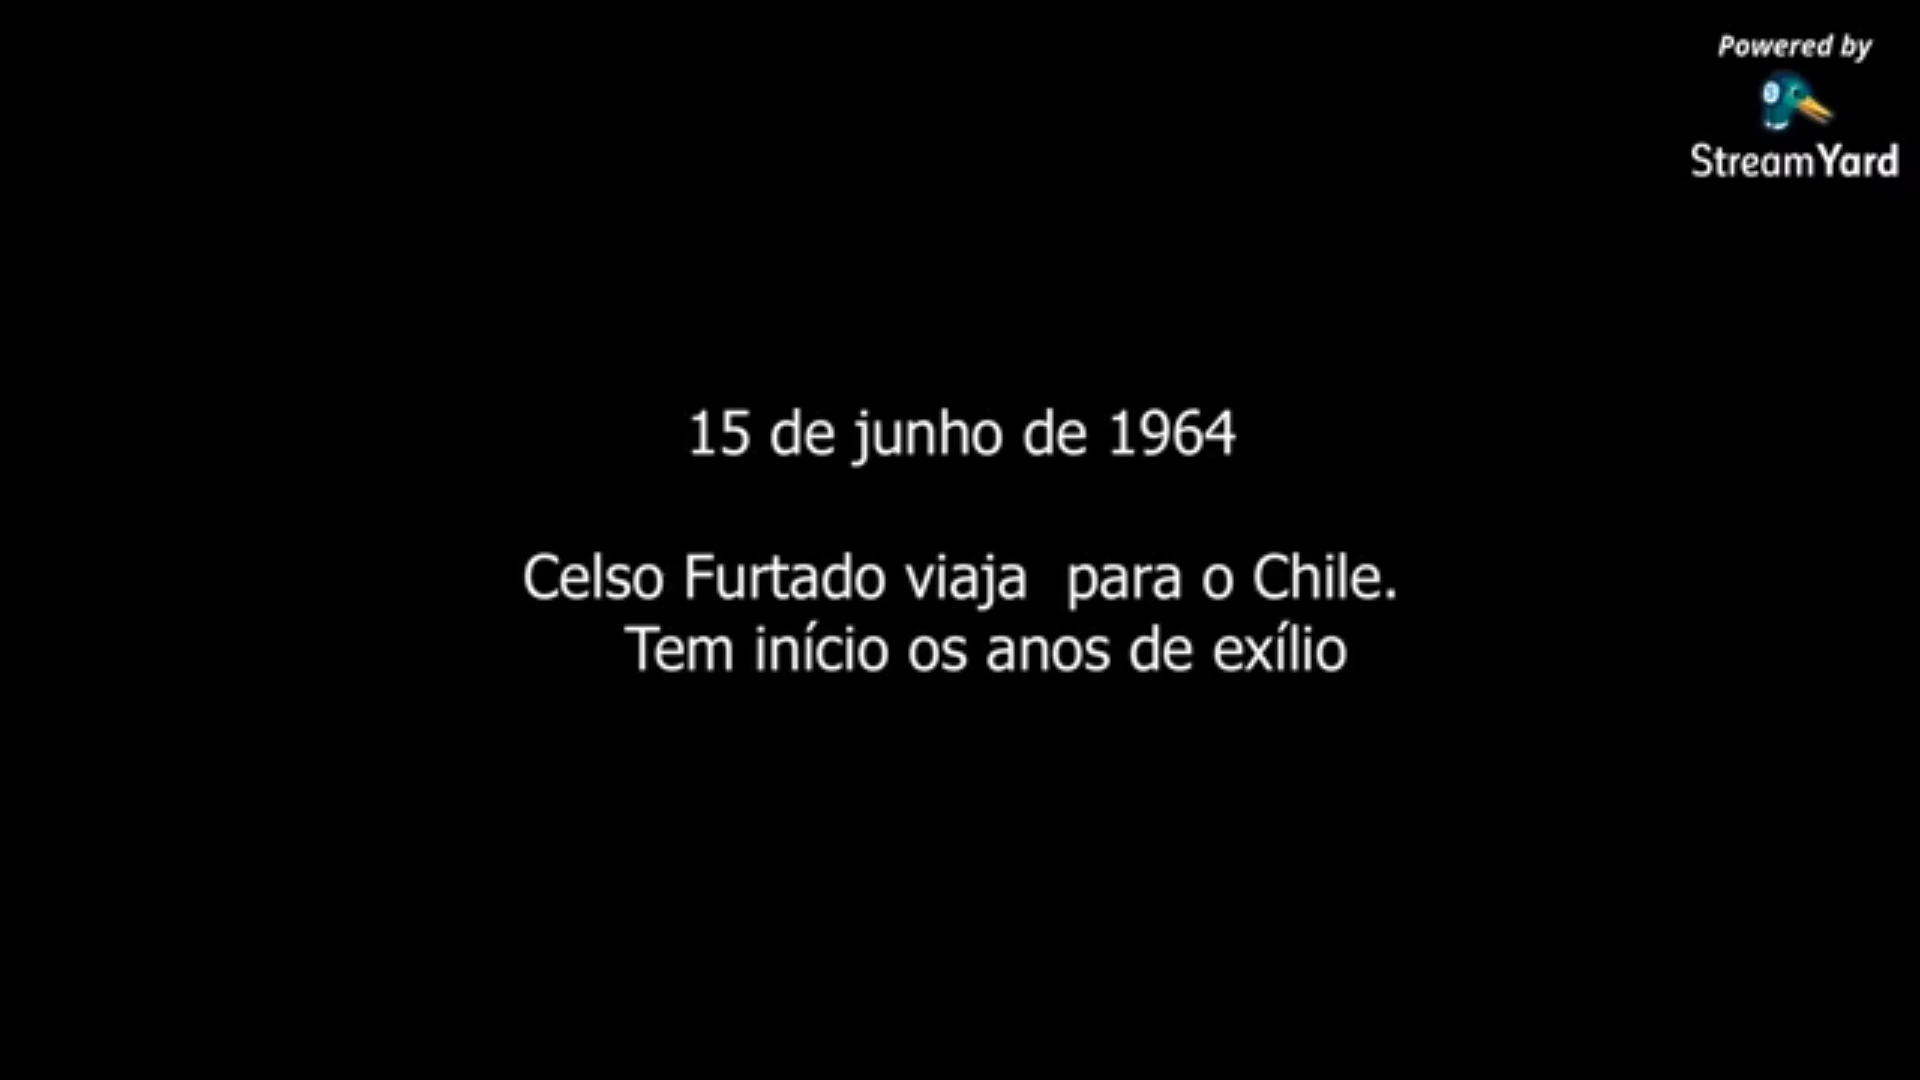 Powered by
StreamYard
15 de junho de 1964
Celso Furtado viaja  para o Chile.
Tem início os anos de exílio